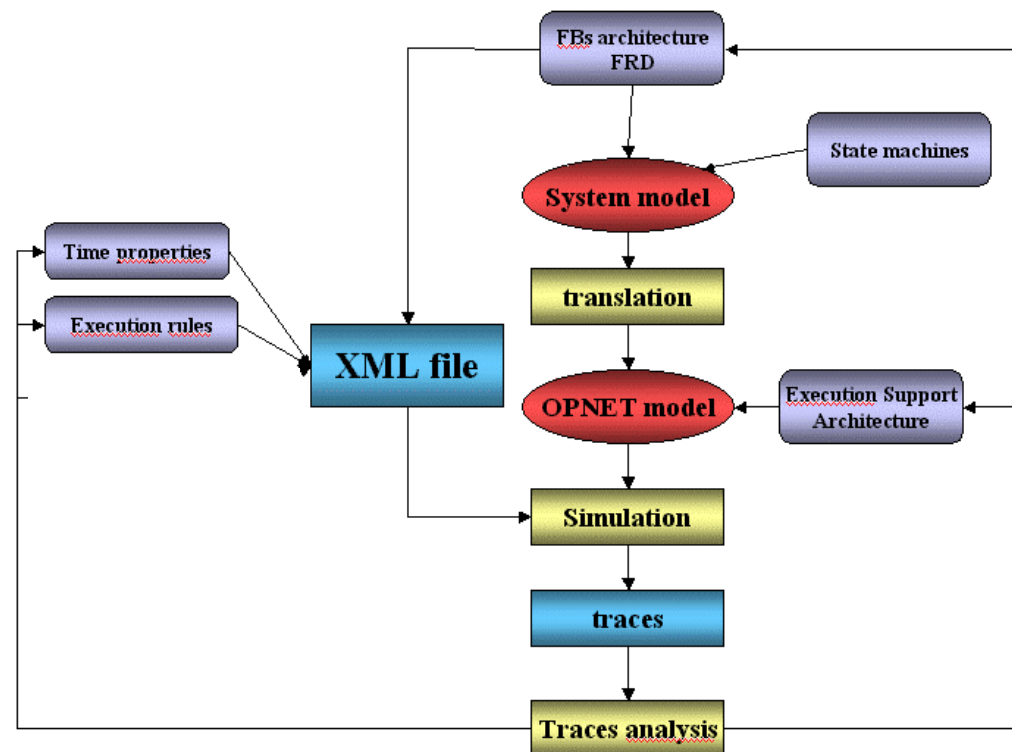 FBs architecture
FRD
State machines
System model
Time properties
translation
Execution rules
XML file
OPNET model
Execution Support
Architecture
Simulation
traces
Traces analysis